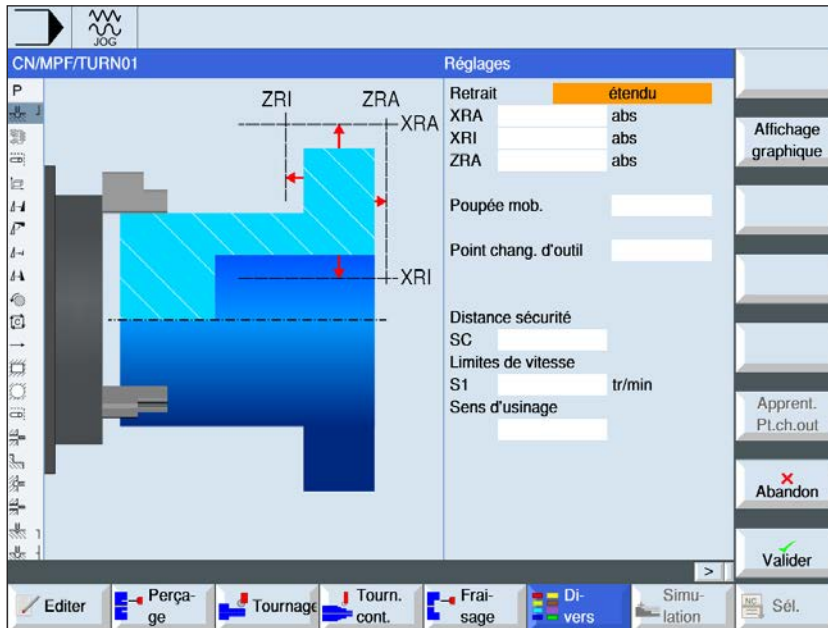 JOG
CN/MPF/TURN01
Réglages
P
ZRI
ZRA
XRA
XRI
Retrait étendu
XRA abs
XRI abs
ZRA abs
Poupée mob.
Point chang. d'outil
Distance sécurité
SC
Limites de vitesse
S1 tr/min
Sens d'usinage
Affichage
graphique
Apprent.
Pt.ch.out
Abandon
Valider
>
Editer
Perça-
ge
Tournage
Tourn.
cont.
Frai-
sage
Di-
vers
Simu-
lation
NC
Sél.